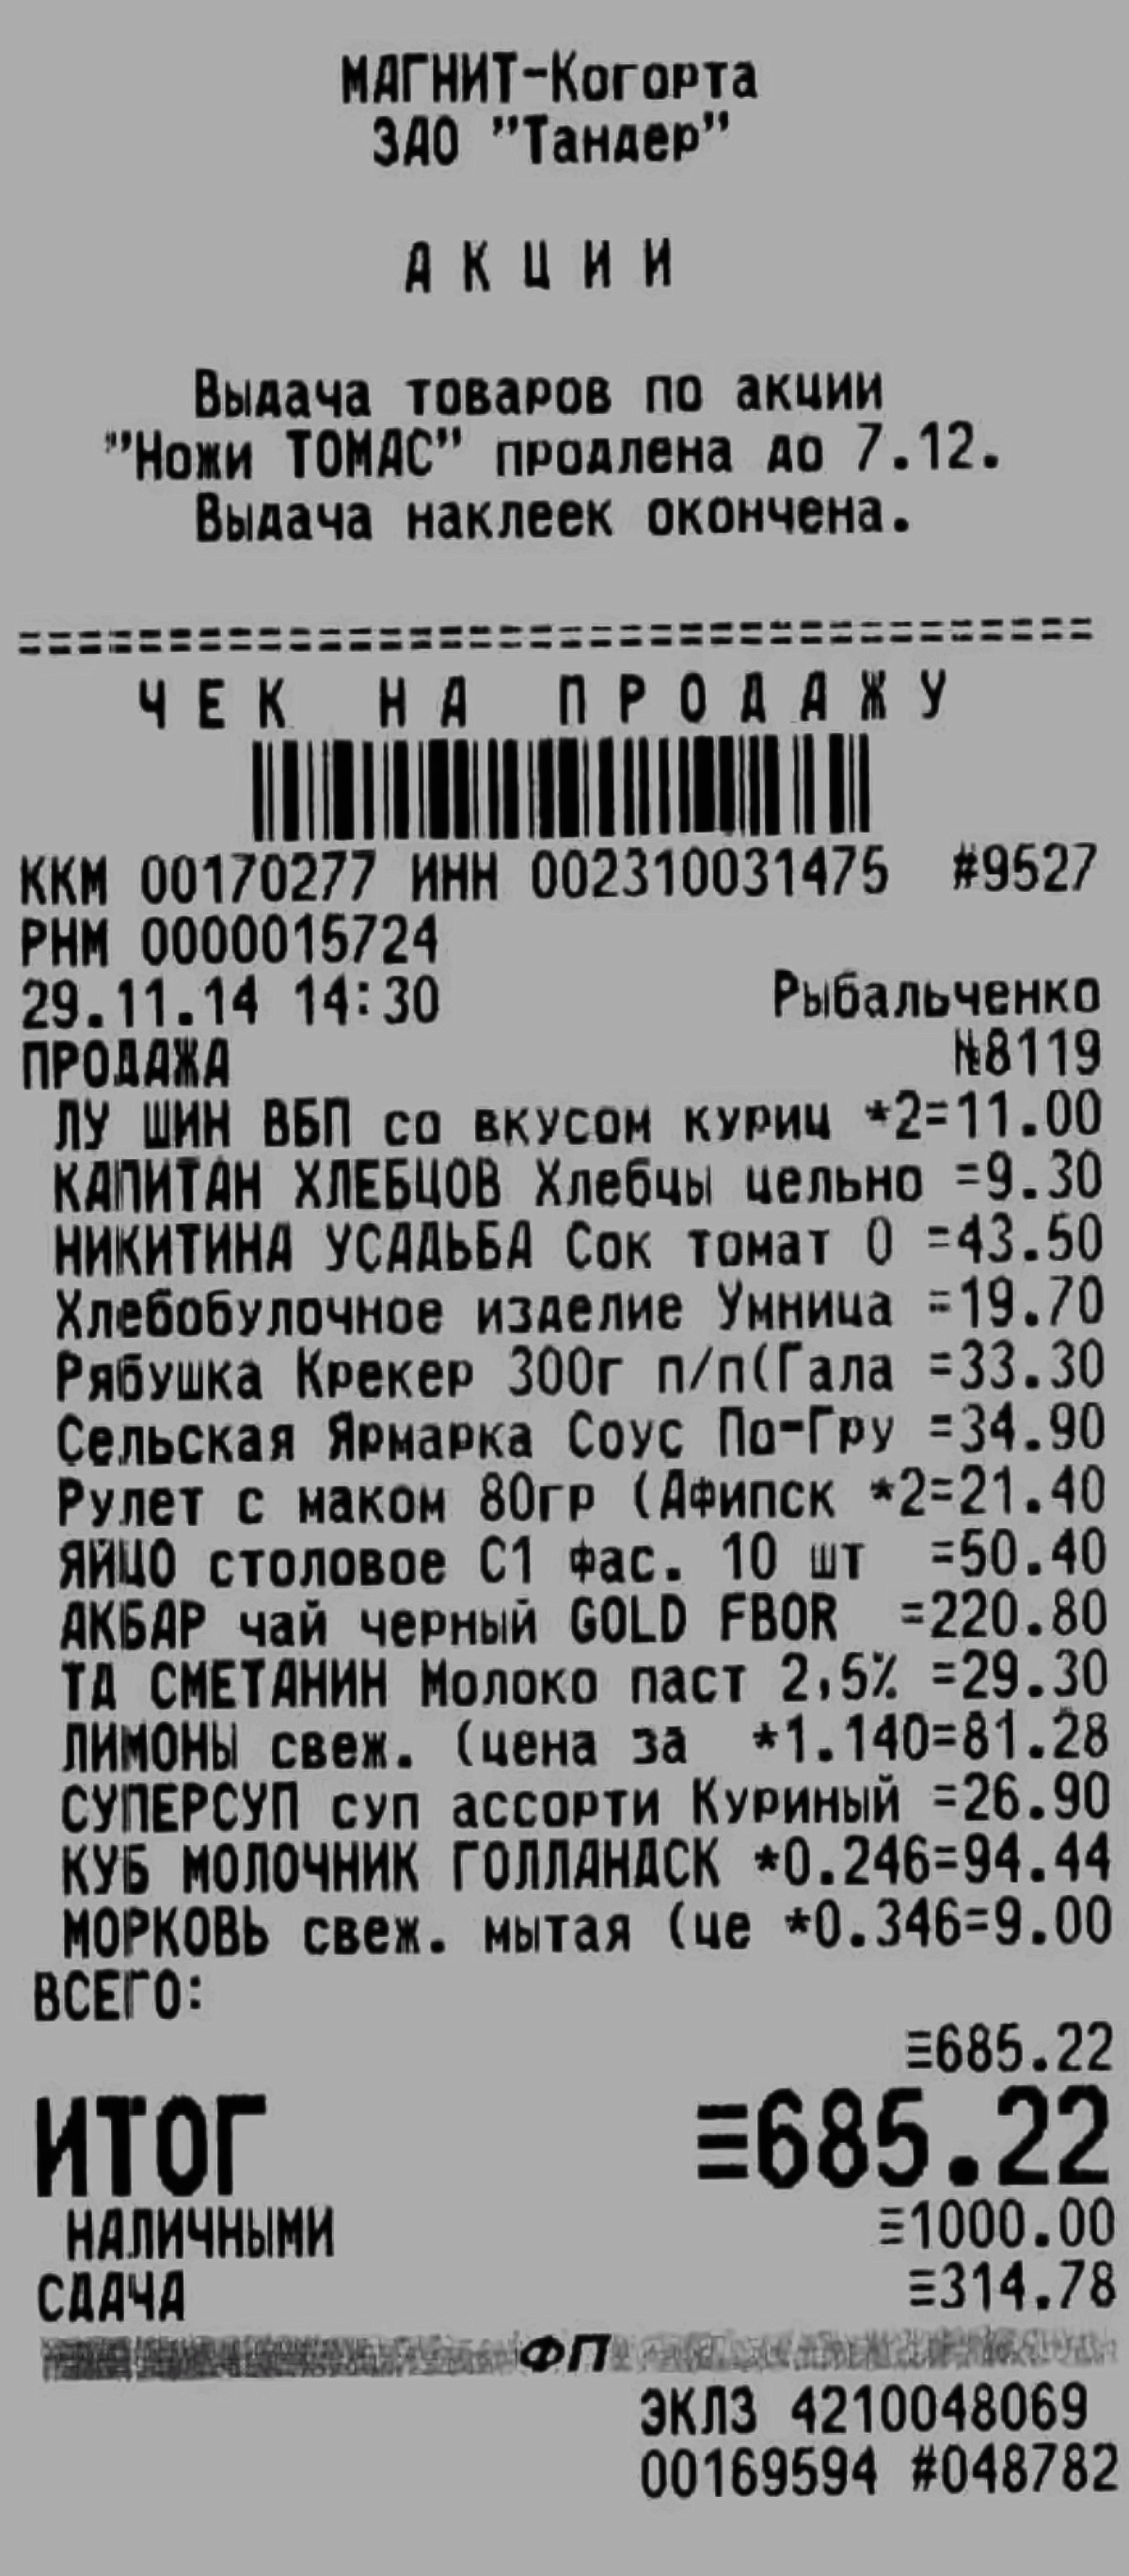 МАГНИТ-Когорта
ЗАО "Тандер"
АКЦИИ
Выдача товаров по акции
"Ножи ТОМАС" продлена до 7.12.
Выдача наклеек окончена.
====================================
ЧЕК НА ПРОДАЖУ
ККМ 00170277 ИНН 002310031475 #9527
РНМ 0000015724
29.11.14 14:30 Рыбальченко
ПРОДАЖА №8119
ЛУ ШИН ВБП со вкусом куриц *2=11.00
КАПИТАН ХЛЕБЦОВ Хлебцы цельно =9.30
НИКИТИНА УСАДЬБА Сок томат 0 =43.50
Хлебобулочное изделие Умница =19.70
Рябушка Крекер 300г п/п(Гала =33.30
Сельская Ярмарка Соус По-Гру =34.90
Рулет с маком 80гр (Афипск *2=21.40
ЯЙЦО столовое С1 фас. 10 шт =50.40
АКБАР чай черный GOLD FBOR =220.80
ТД СМЕТАНИН Молоко паст 2,5% =29.30
ЛИМОНЫ свеж. (цена за *1.140=81.28
СУПЕРСУП суп ассорти Куриный =26.90
КУБ МОЛОЧНИК ГОЛЛАНДСК *0.246=94.44
МОРКОВЬ свеж. мытая (це *0.346=9.00
ВСЕГО:
≡685.22
ИТОГ ≡685.22
НАЛИЧНЫМИ ≡1000.00
СДАЧА ≡314.78
ФП
ЭКЛЗ 4210048069
00169594 #048782